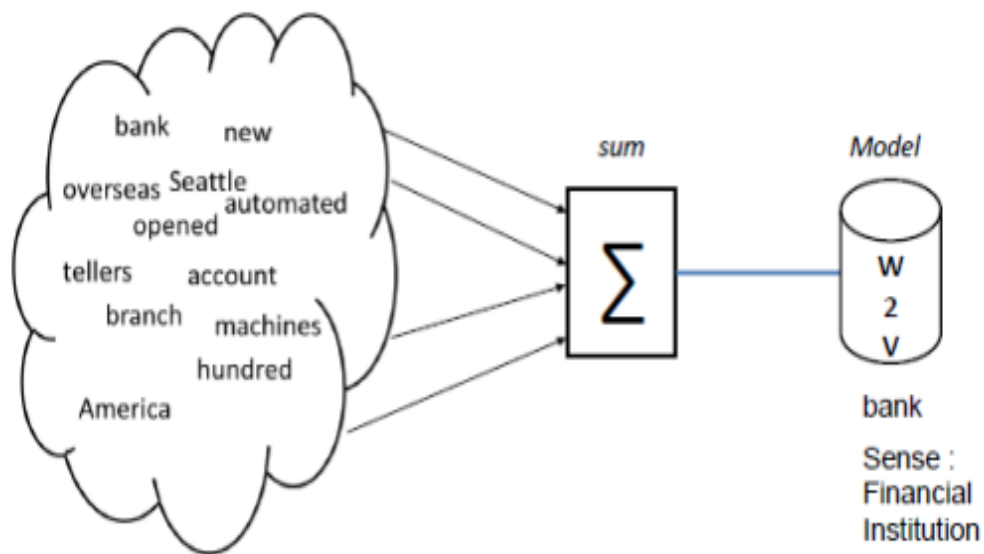 bank new
overseas Seattle automated
opened
tellers account
branch machines
hundred
America
sum
∑
Model
W
2
V
bank
Sense :
Financial
Institution